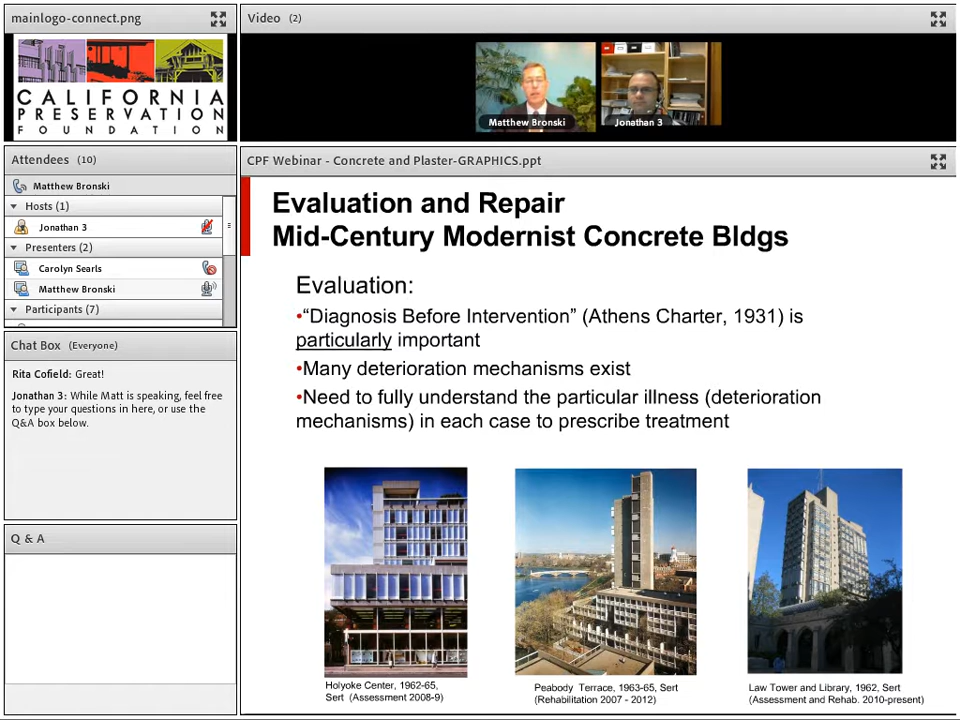 mainlogo-connect.png
CALIFORNIA
PRESERVATION
FOUNDATION
Video (2)
Matthew Bronski
Jonathan 3
Attendees (10)
Matthew Bronski
Hosts (1)
Jonathan 3
Presenters (2)
Carolyn Searls
Matthew Bronski
Participants (7)
Chat Box (Everyone)
Rita Cofield: Great!
Jonathan 3: While Matt is speaking, feel free
to type your questions in here, or use the
Q&A box below.
Q & A
CPF Webinar - Concrete and Plaster-GRAPHICS.ppt
Evaluation and Repair
Mid-Century Modernist Concrete Bldgs
Evaluation:
•“Diagnosis Before Intervention” (Athens Charter, 1931) is
particularly important
•Many deterioration mechanisms exist
•Need to fully understand the particular illness (deterioration
mechanisms) in each case to prescribe treatment
Holyoke Center, 1962-65,
Sert (Assessment 2008-9)
Peabody Terrace, 1963-65, Sert
(Rehabilitation 2007 - 2012)
Law Tower and Library, 1962, Sert
(Assessment and Rehab. 2010-present)